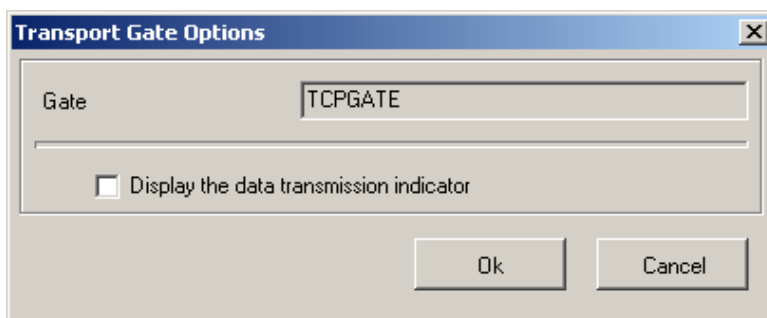 Transport Gate Options
Gate
TCPGATE
Display the data transmission indicator
Ok
Cancel